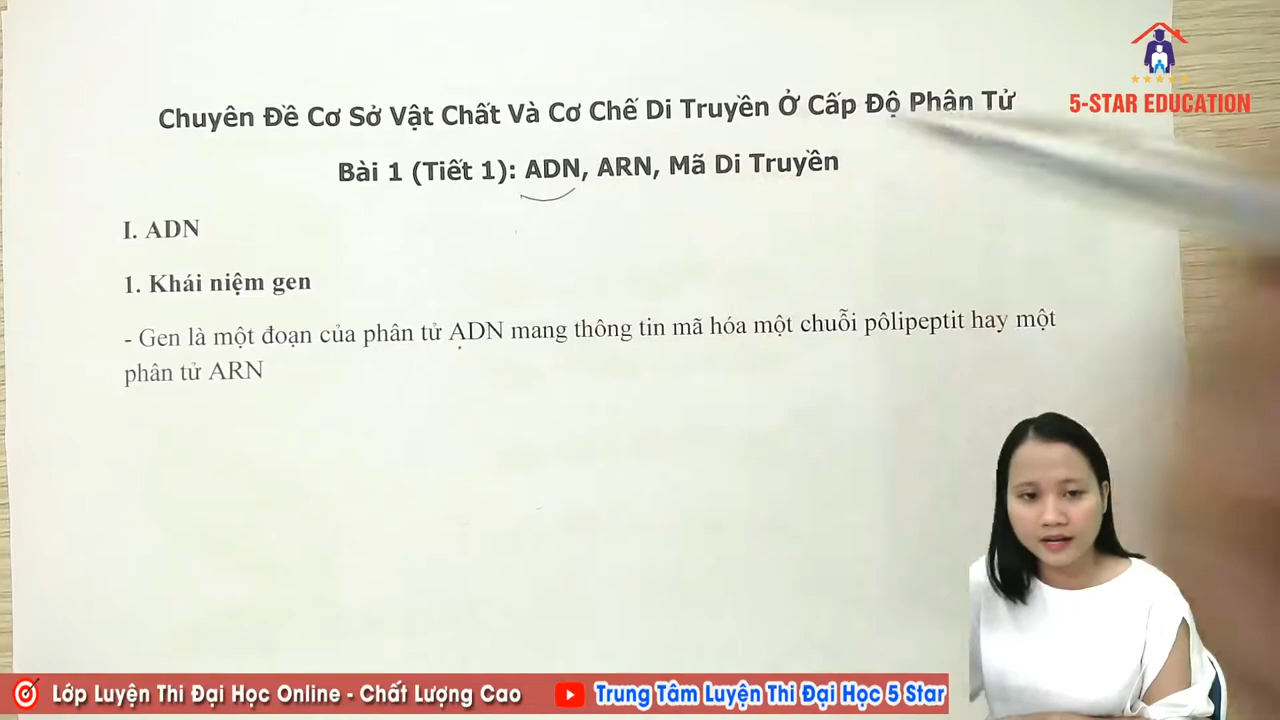 5-STAR EDUCATION
Chuyên Đề Cơ Sở Vật Chất Và Cơ Chế Di Truyền Ở Cấp Độ Phân Tử
Bài 1 (Tiết 1): ADN, ARN, Mã Di Truyền
I. ADN
1. Khái niệm gen
- Gen là một đoạn của phân tử ADN mang thông tin mã hóa một chuỗi pôlipeptit hay một
phân tử ARN
Lớp Luyện Thi Đại Học Online - Chất Lượng Cao
Trung Tâm Luyện Thi Đại Học 5 Star